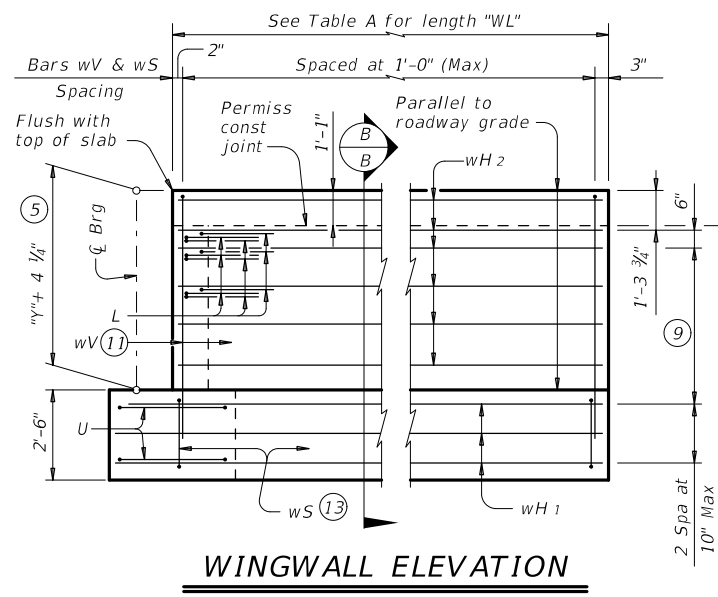 See Table A for length "WL"
2"
Bars wV & wS
Spacing
Spaced at 1'-0" (Max)
3"
Flush with
top of slab
Permiss
const
joint
1'-1"
B
B
Parallel to
roadway grade
wH 2
6"
1'-3 ¾"
5
"Y"+ 4 ¼"
℄ Brg
L
wV 11
9
2'-6"
U
wS 13
wH 1
2 Spa at
10" Max
WINGWALL ELEVATION